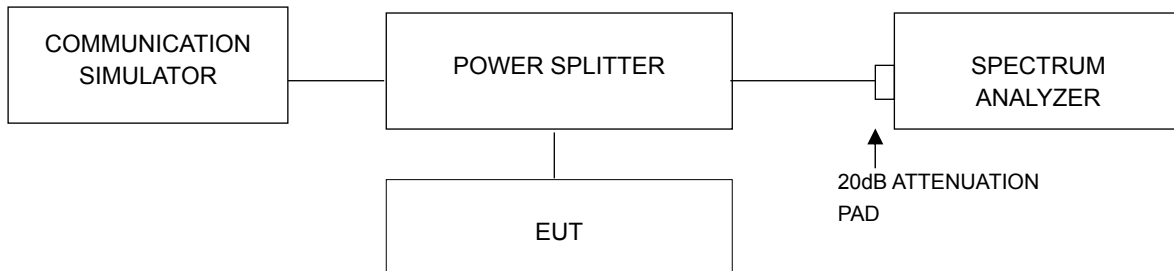 COMMUNICATION
SIMULATOR
POWER SPLITTER
SPECTRUM
ANALYZER
20dB ATTENUATION
PAD
EUT